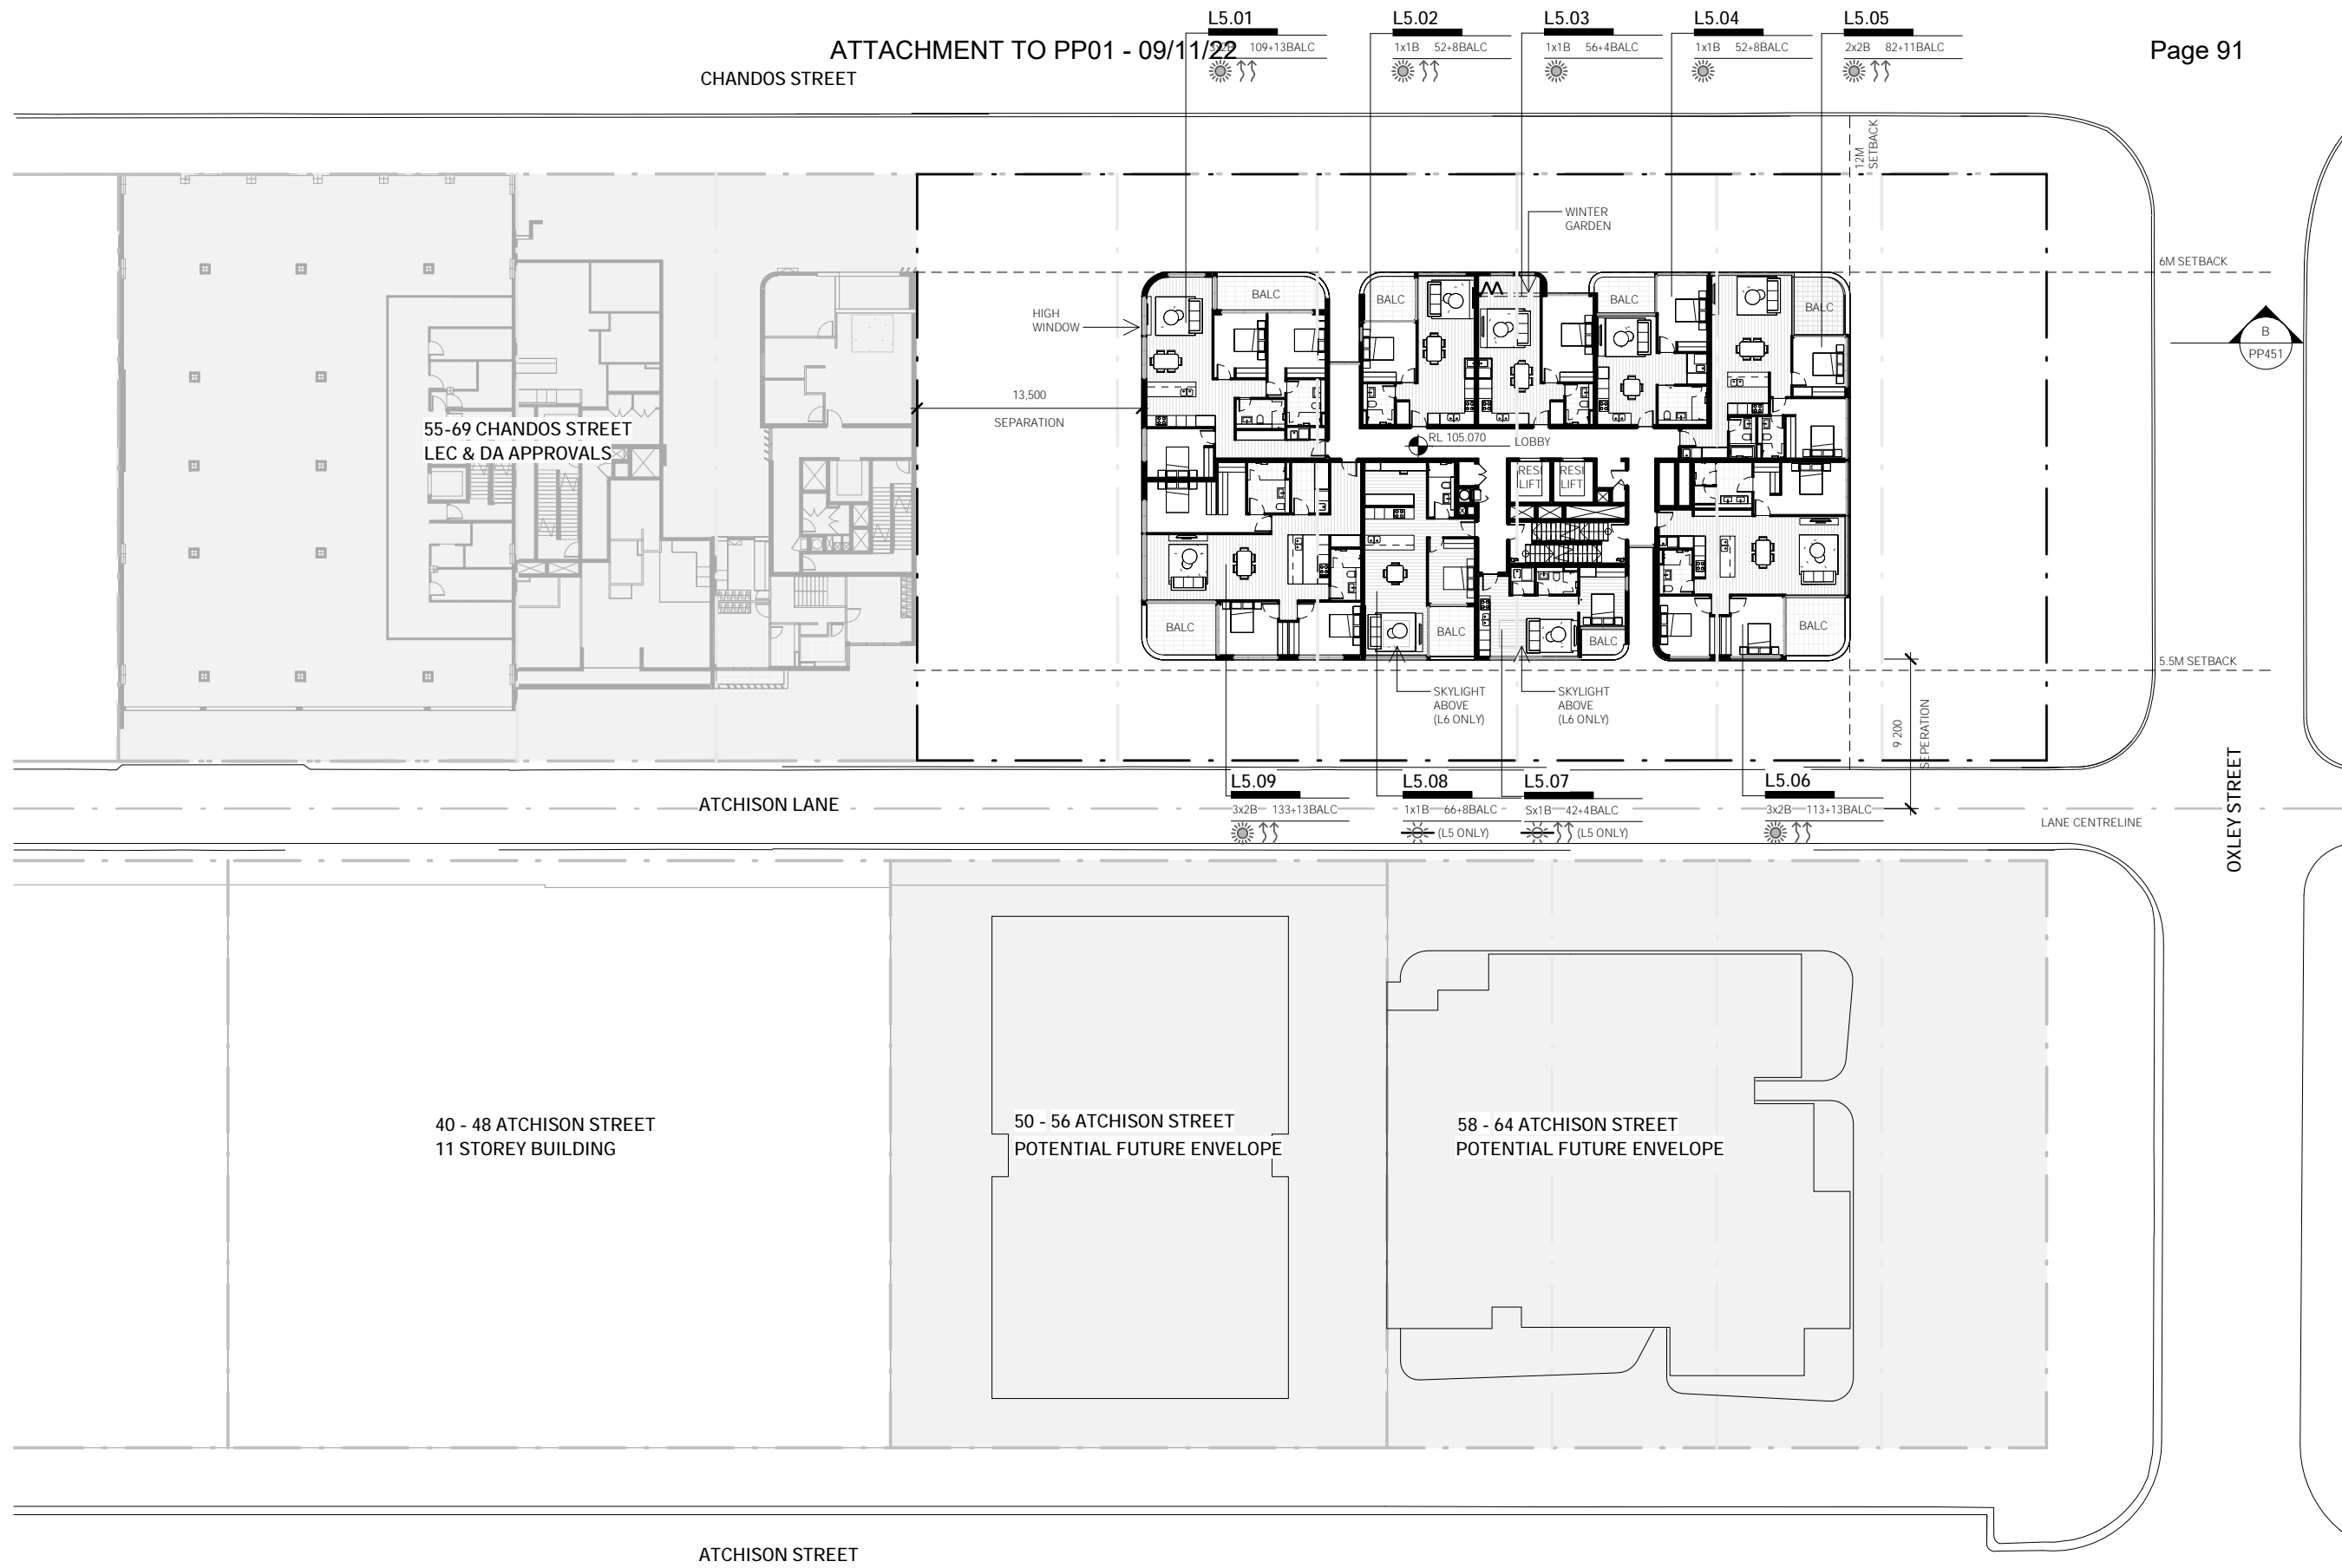 L5.01
L5.02
L5.03
L5.04
L5.05
ATTACHMENT TO PP01 - 09/11/22
Page 91
109+13BALC
1x1B 52+8BALC
1x1B 56+4BALC
1x1B 52+8BALC
2x2B 82+11BALC
CHANDOS STREET
12M
SETBACK
WINTER
GARDEN
6M SETBACK
BALC
BALC
BALC
BALC
HIGH
WINDOW
B
PP451
13,500
SEPARATION
55-69 CHANDOS STREET
LEC & DA APPROVALS
RL 105.070
LOBBY
RESI
LIFT
RESI
LIFT
BALC
BALC
BALC
BALC
5.5M SETBACK
SKYLIGHT
ABOVE
(L6 ONLY)
SKYLIGHT
ABOVE
(L6 ONLY)
9 200
SEPERATION
OXLEY STREET
L5.09
L5.08
L5.07
L5.06
ATCHISON LANE
3x2B 133+13BALC
1x1B 66+8BALC
Sx1B 42+4BALC
3x2B 113+13BALC
LANE CENTRELINE
(L5 ONLY)
(L5 ONLY)
40 - 48 ATCHISON STREET
11 STOREY BUILDING
50 - 56 ATCHISON STREET
POTENTIAL FUTURE ENVELOPE
58 - 64 ATCHISON STREET
POTENTIAL FUTURE ENVELOPE
ATCHISON STREET